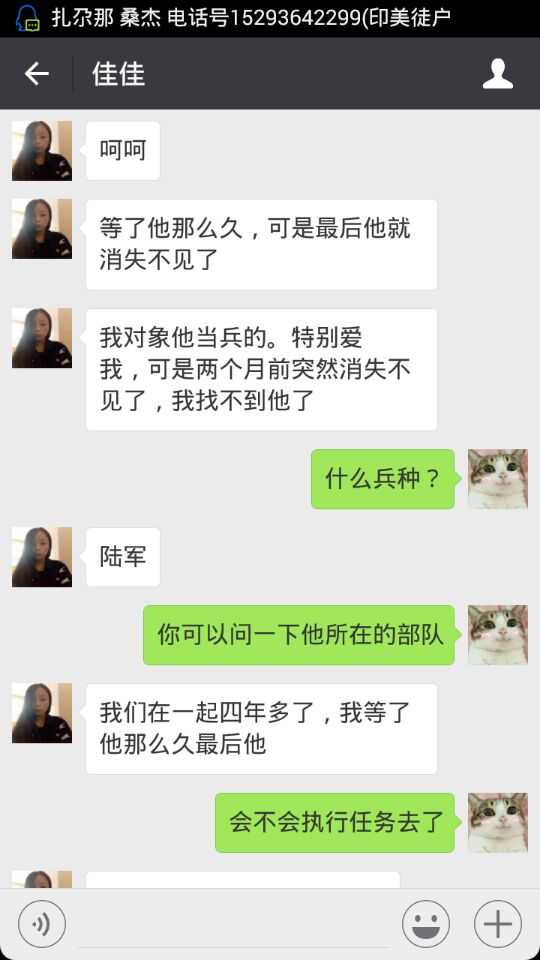 扎尕那 桑杰 电话号15293642299(印美徒户
佳佳
呵呵
等了他那么久，可是最后他就
消失不见了
我对象他当兵的。特别爱
我，可是两个月前突然消失不
见了，我找不到他了
什么兵种？
陆军
你可以问一下他所在的部队
我们在一起四年多了，我等了
他那么久最后他
会不会执行任务去了